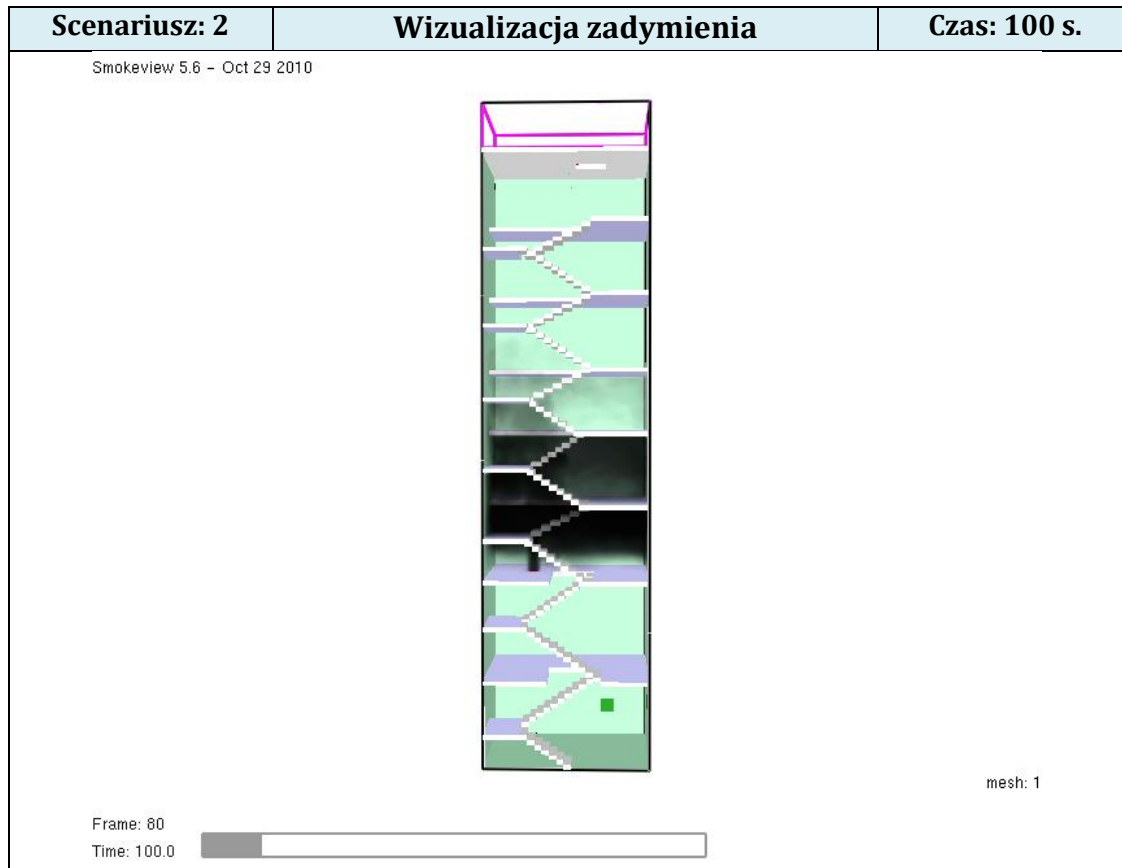 Scenariusz: 2
Wizualizacja zadymienia
Czas: 100 s.
Smokeview 5.6 - Oct 29 2010
mesh: 1
Frame: 80
Time: 100.0